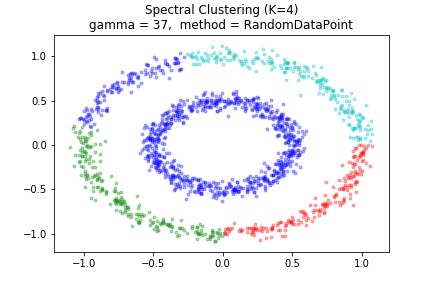 Spectral Clustering (K=4)
gamma = 37,  method = RandomDataPoint
1.0
0.5
0.0
−0.5
−1.0
−1.0 −0.5 0.0 0.5 1.0